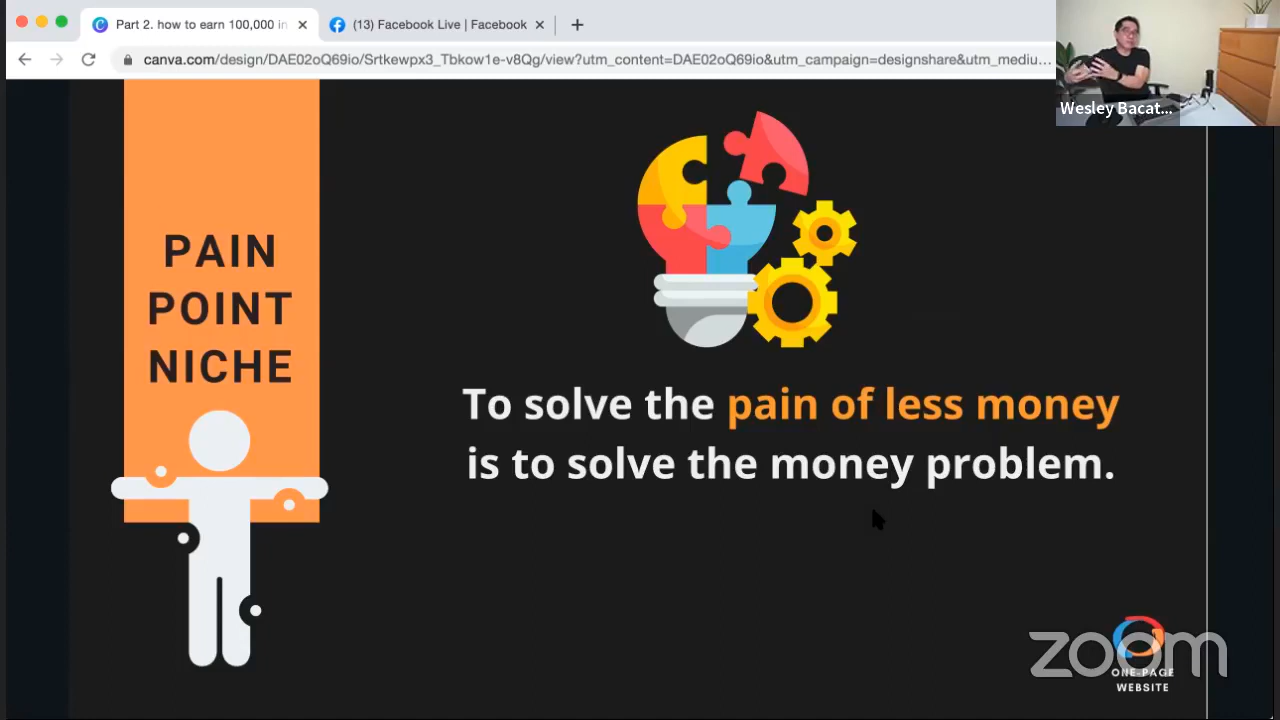 Part 2. how to earn 100,000 in
(13) Facebook Live | Facebook
canva.com/design/DAE02oQ69io/Srtkewpx3_Tbkow1e-v8Qg/view?utm_content=DAE02oQ69io&utm_campaign=designshare&utm_mediu...
Wesley Bacat...
PAIN
POINT
NICHE
To solve the pain of less money
is to solve the money problem.
zoom
ONE-PAGE
WEBSITE